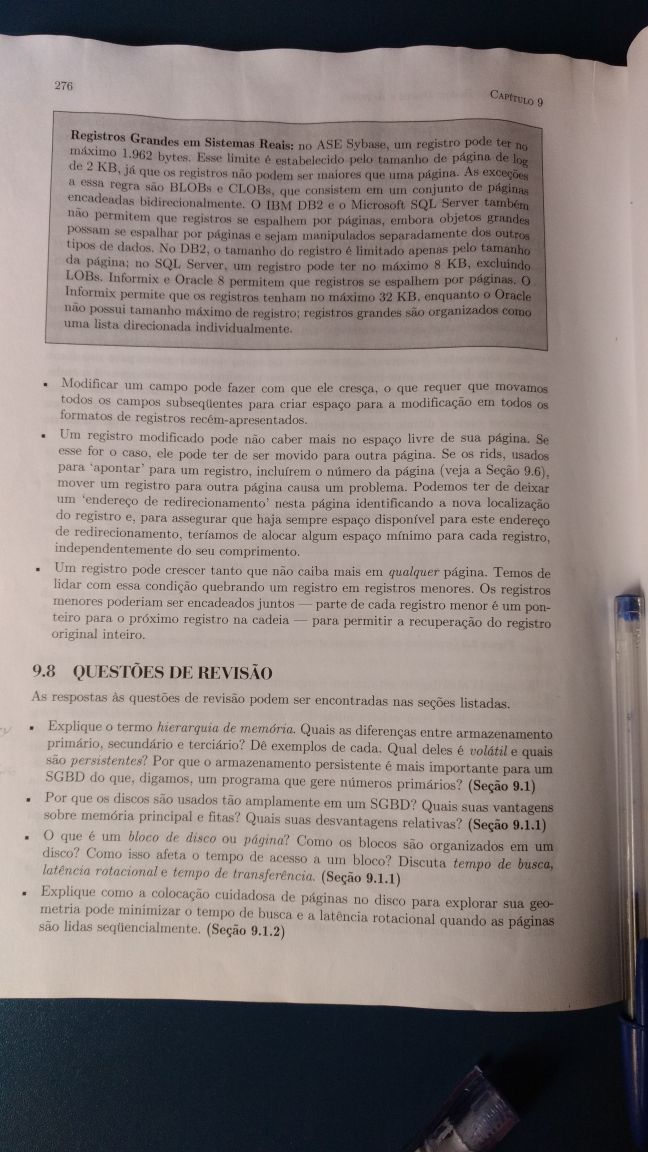 276
CAPÍTULO 9
Registros Grandes em Sistemas Reais: no ASE Sybase, um registro pode ter no
máximo 1.962 bytes. Esse limite é estabelecido pelo tamanho de página de log
de 2 KB, já que os registros não podem ser maiores que uma página. As exceções
a essa regra são BLOBs e CLOBs, que consistem em um conjunto de páginas
encadeadas bidirecionalmente. O IBM DB2 e o Microsoft SQL Server também
não permitem que registros se espalhem por páginas, embora objetos grandes
possam se espalhar por páginas e sejam manipulados separadamente dos outros
tipos de dados. No DB2, o tamanho do registro é limitado apenas pelo tamanho
da página; no SQL Server, um registro pode ter no máximo 8 KB, excluindo
LOBs. Informix e Oracle 8 permitem que registros se espalhem por páginas. O
Informix permite que os registros tenham no máximo 32 KB, enquanto o Oracle
não possui tamanho máximo de registro; registros grandes são organizados como
uma lista direcionada individualmente.
▪ Modificar um campo pode fazer com que ele cresça, o que requer que movamos
todos os campos subseqüentes para criar espaço para a modificação em todos os
formatos de registros recém-apresentados.
▪ Um registro modificado pode não caber mais no espaço livre de sua página. Se
esse for o caso, ele pode ter de ser movido para outra página. Se os rids, usados
para ‘apontar’ para um registro, incluírem o número da página (veja a Seção 9.6),
mover um registro para outra página causa um problema. Podemos ter de deixar
um ‘endereço de redirecionamento’ nesta página identificando a nova localização
do registro e, para assegurar que haja sempre espaço disponível para este endereço
de redirecionamento, teríamos de alocar algum espaço mínimo para cada registro,
independentemente do seu comprimento.
▪ Um registro pode crescer tanto que não caiba mais em qualquer página. Temos de
lidar com essa condição quebrando um registro em registros menores. Os registros
menores poderiam ser encadeados juntos — parte de cada registro menor é um pon-
teiro para o próximo registro na cadeia — para permitir a recuperação do registro
original inteiro.
9.8 QUESTÕES DE REVISÃO
As respostas às questões de revisão podem ser encontradas nas seções listadas.
▪ Explique o termo hierarquia de memória. Quais as diferenças entre armazenamento
primário, secundário e terciário? Dê exemplos de cada. Qual deles é volátil e quais
são persistentes? Por que o armazenamento persistente é mais importante para um
SGBD do que, digamos, um programa que gere números primários? (Seção 9.1)
▪ Por que os discos são usados tão amplamente em um SGBD? Quais suas vantagens
sobre memória principal e fitas? Quais suas desvantagens relativas? (Seção 9.1.1)
▪ O que é um bloco de disco ou página? Como os blocos são organizados em um
disco? Como isso afeta o tempo de acesso a um bloco? Discuta tempo de busca,
latência rotacional e tempo de transferência. (Seção 9.1.1)
▪ Explique como a colocação cuidadosa de páginas no disco para explorar sua geo-
metria pode minimizar o tempo de busca e a latência rotacional quando as páginas
são lidas seqüencialmente. (Seção 9.1.2)